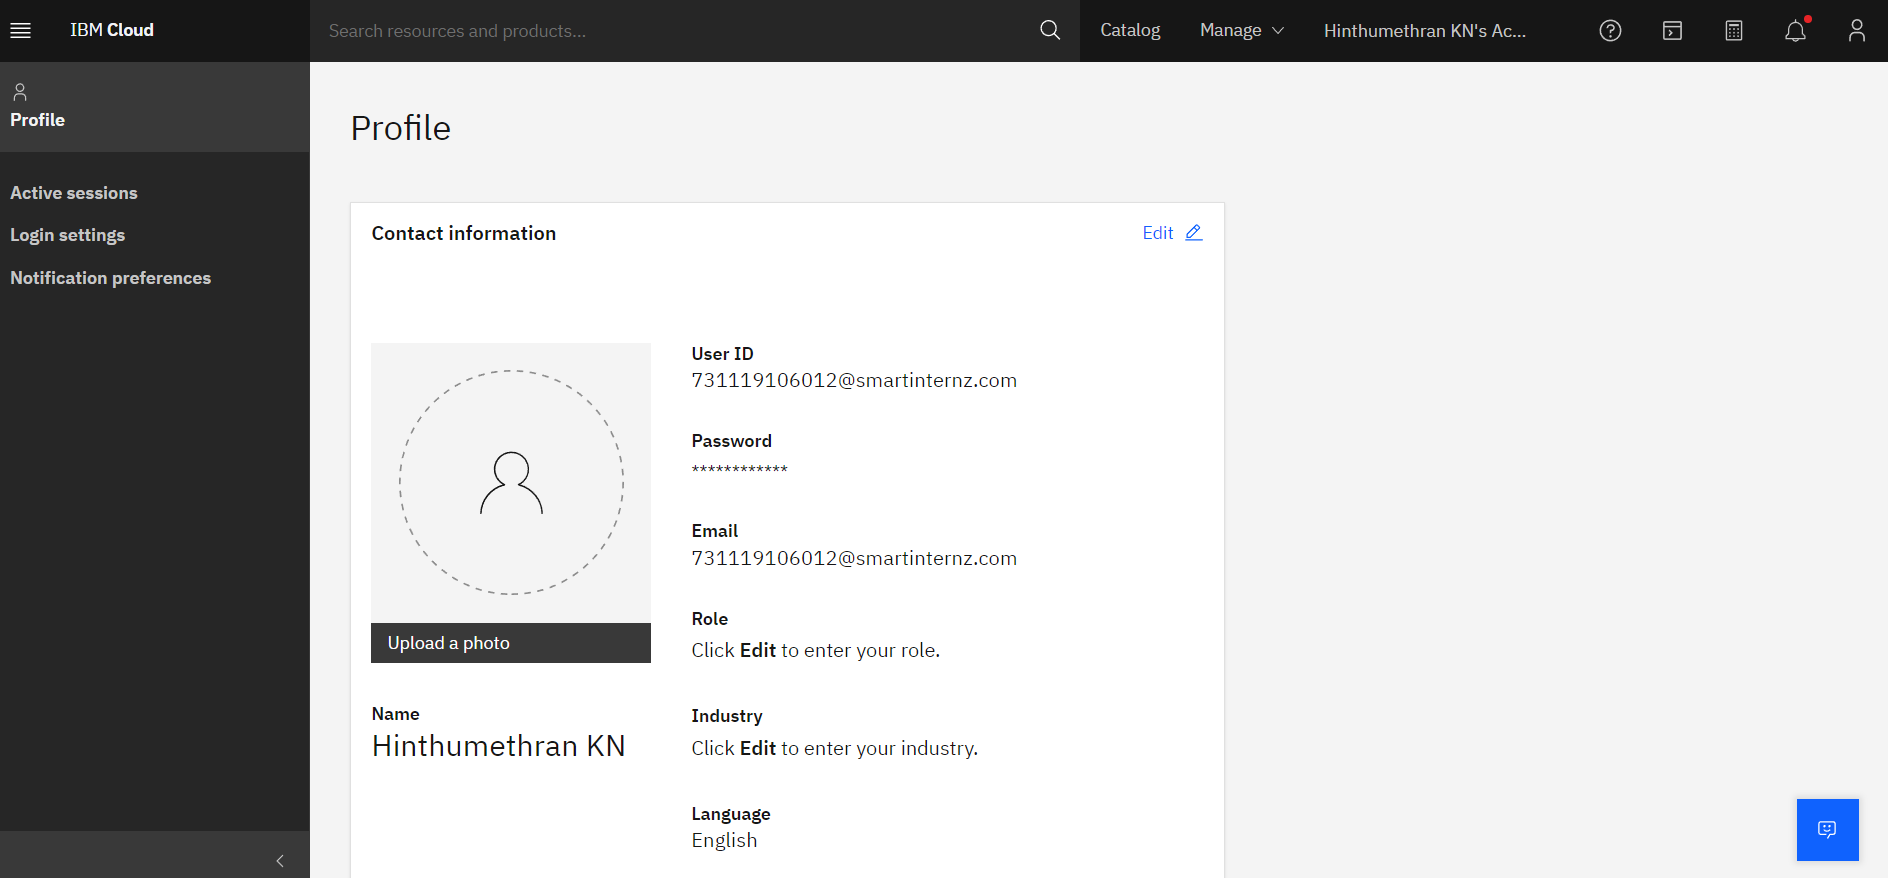 IBM Cloud
Search resources and products...
Catalog
Manage
Hinthumethran KN's Ac...
Profile
Active sessions
Login settings
Notification preferences
Profile
Contact information
Edit
Upload a photo
Name
Hinthumethran KN
User ID
731119106012@smartinternz.com
Password
************
Email
731119106012@smartinternz.com
Role
Click Edit to enter your role.
Industry
Click Edit to enter your industry.
Language
English